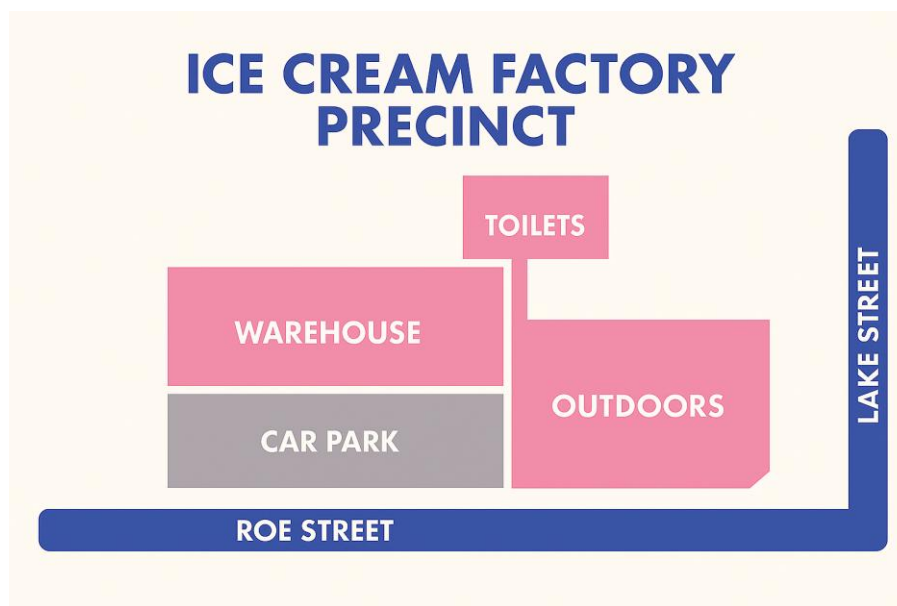 ICE CREAM FACTORY
PRECINCT
TOILETS
WAREHOUSE
OUTDOORS
CAR PARK
ROE STREET
LAKE STREET